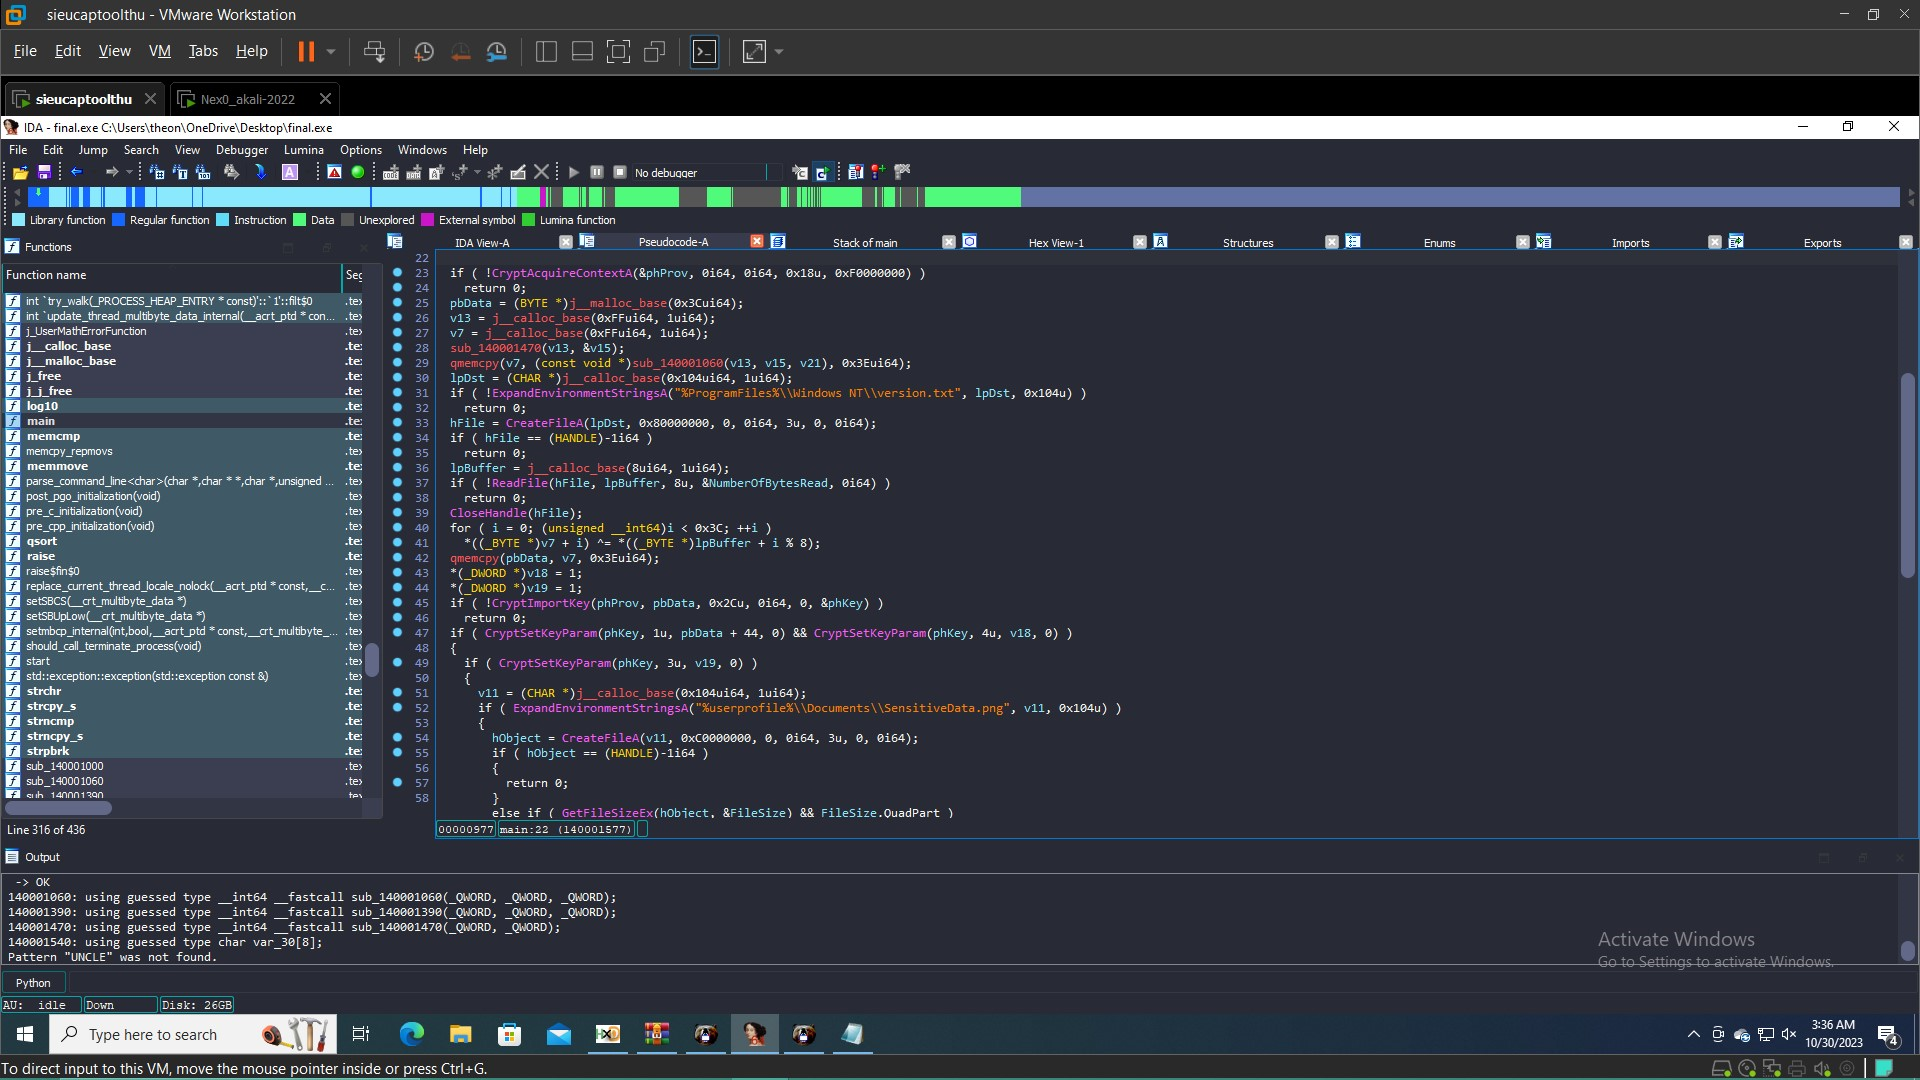 sieucaptoolthu - VMware Workstation
File Edit View VM Tabs Help
sieucaptoolthu Nex0_akali-2022
IDA - final.exe C:\Users\theon\OneDrive\Desktop\final.exe
File Edit Jump Search View Debugger Lumina Options Windows Help
No debugger
Library function Regular function Instruction Data Unexplored External symbol Lumina function
Functions
IDA View-A Pseudocode-A Stack of main Hex View-1 Structures Enums Imports Exports
Function name Seg
int `try_walk(_PROCESS_HEAP_ENTRY * const)'::`1'::filt$0 .tex
int `update_thread_multibyte_data_internal(__acrt_ptd * con... .tex
j_UserMathErrorFunction .tex
j__calloc_base .tex
j__malloc_base .tex
j_free .tex
j_j_free .tex
log10 .tex
main .tex
memcmp .tex
memcpy_repmovs .tex
memmove .tex
parse_command_line<char>(char *,char * *,char *,unsigned ... .tex
post_pgo_initialization(void) .tex
pre_c_initialization(void) .tex
pre_cpp_initialization(void) .tex
qsort .tex
raise .tex
raise$fin$0 .tex
replace_current_thread_locale_nolock(__acrt_ptd * const,__c... .tex
setSBCS(__crt_multibyte_data *) .tex
setSBUpLow(__crt_multibyte_data *) .tex
setmbcp_internal(int,bool,__acrt_ptd * const,__crt_multibyte_... .tex
should_call_terminate_process(void) .tex
start .tex
std::exception::exception(std::exception const &) .tex
strchr .tex
strcpy_s .tex
strncmp .tex
strncpy_s .tex
strpbrk .tex
sub_140001000 .tex
sub_140001060 .tex
sub_140001390 .tex
Line 316 of 436
22
23 if ( !CryptAcquireContextA(&phProv, 0i64, 0i64, 0x18u, 0xF0000000) )
24 return 0;
25 pbData = (BYTE *)j__malloc_base(0x3Cui64);
26 v13 = j__calloc_base(0xFFui64, 1ui64);
27 v7 = j__calloc_base(0xFFui64, 1ui64);
28 sub_140001470(v13, &v15);
29 qmemcpy(v7, (const void *)sub_140001060(v13, v15, v21), 0x3Eui64);
30 lpDst = (CHAR *)j__calloc_base(0x104ui64, 1ui64);
31 if ( !ExpandEnvironmentStringsA("%ProgramFiles%\\Windows NT\\version.txt", lpDst, 0x104u) )
32 return 0;
33 hFile = CreateFileA(lpDst, 0x80000000, 0, 0i64, 3u, 0, 0i64);
34 if ( hFile == (HANDLE)-1i64 )
35 return 0;
36 lpBuffer = j__calloc_base(8ui64, 1ui64);
37 if ( !ReadFile(hFile, lpBuffer, 8u, &NumberOfBytesRead, 0i64) )
38 return 0;
39 CloseHandle(hFile);
40 for ( i = 0; (unsigned __int64)i < 0x3C; ++i )
41 *((_BYTE *)v7 + i) ^= *((_BYTE *)lpBuffer + i % 8);
42 qmemcpy(pbData, v7, 0x3Eui64);
43 *(_DWORD *)v18 = 1;
44 *(_DWORD *)v19 = 1;
45 if ( !CryptImportKey(phProv, pbData, 0x2Cu, 0i64, 0, &phKey) )
46 return 0;
47 if ( CryptSetKeyParam(phKey, 1u, pbData + 44, 0) && CryptSetKeyParam(phKey, 4u, v18, 0) )
48 {
49 if ( CryptSetKeyParam(phKey, 3u, v19, 0) )
50 {
51 v11 = (CHAR *)j__calloc_base(0x104ui64, 1ui64);
52 if ( ExpandEnvironmentStringsA("%userprofile%\\Documents\\SensitiveData.png", v11, 0x104u) )
53 {
54 hObject = CreateFileA(v11, 0xC0000000, 0, 0i64, 3u, 0, 0i64);
55 if ( hObject == (HANDLE)-1i64 )
56 {
57 return 0;
58 }
else if ( GetFileSizeEx(hObject, &FileSize) && FileSize.QuadPart )
00000977 main:22 (140001577)
Output
-> OK
140001060: using guessed type __int64 __fastcall sub_140001060(_QWORD, _QWORD, _QWORD);
140001390: using guessed type __int64 __fastcall sub_140001390(_QWORD, _QWORD, _QWORD);
140001470: using guessed type __int64 __fastcall sub_140001470(_QWORD, _QWORD);
140001540: using guessed type char var_30[8];
Pattern "UNCLE" was not found.
Activate Windows
Go to Settings to activate Windows.
Python
AU: idle Down Disk: 26GB
Type here to search
3:36 AM
10/30/2023
4
To direct input to this VM, move the mouse pointer inside or press Ctrl+G.